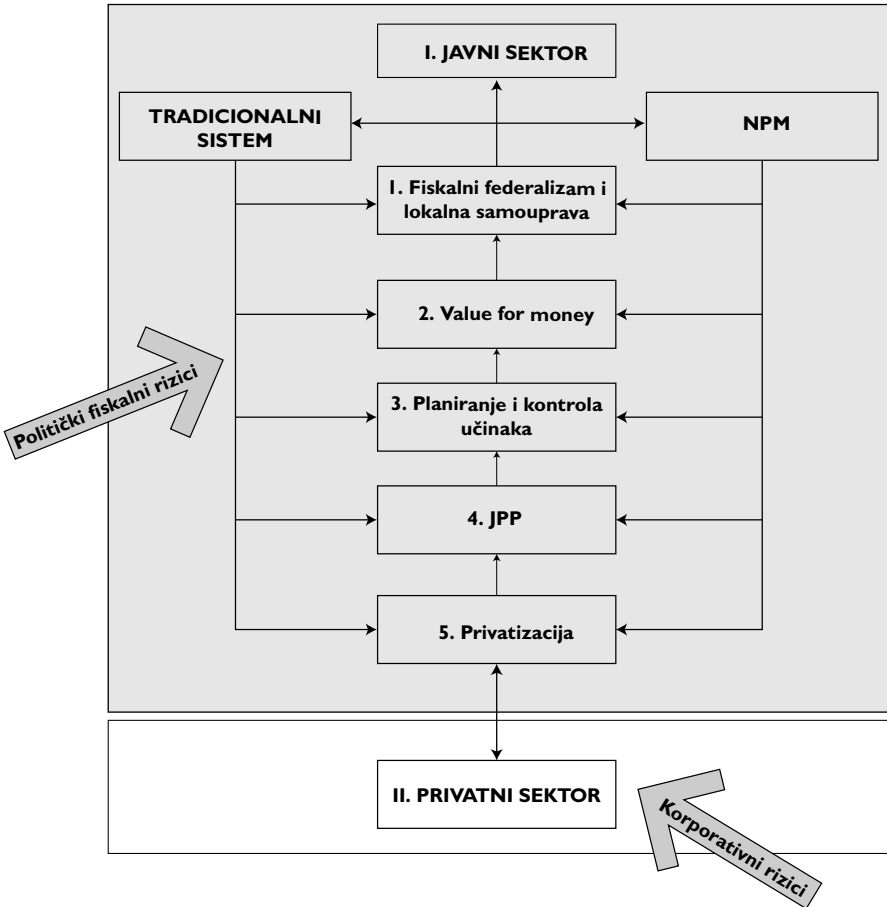 I. JAVNI SEKTOR
TRADICIONALNI
SISTEM
NPM
1. Fiskalni federalizam i
lokalna samouprava
2. Value for money
Politički fiskalni rizici
3. Planiranje i kontrola
učinaka
4. JPP
5. Privatizacija
II. PRIVATNI SEKTOR
Korporativni rizici